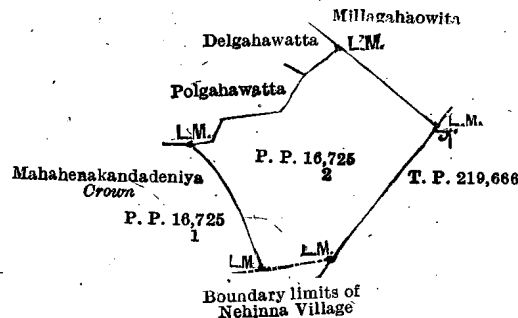 Millagahaowita
Delgahawatta
L.M.
Polgahawatta
L.M.
L.M.
P. P. 16,725
2
T. P. 219,666
Mahahenakandadeniya
Crown
P. P. 16,725
1
L.M.
L.M.
Boundary limits of
Nehinna Village